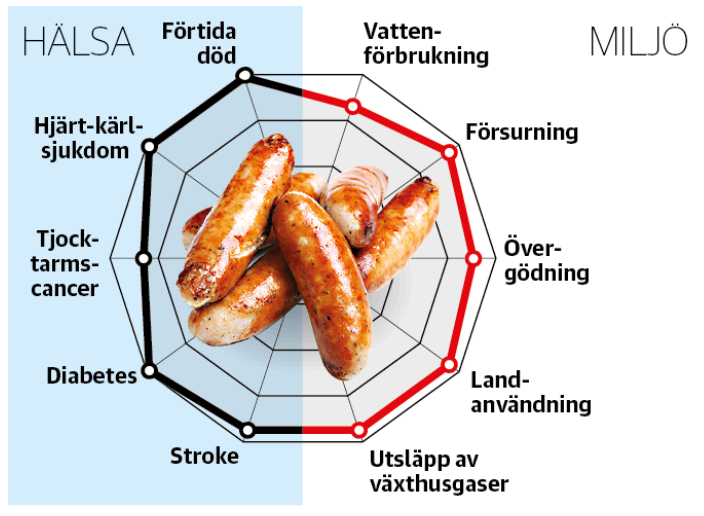 HÄLSA
MILJÖ
Förtida
död
Vatten-
förbrukning
Hjärt-kärl-
sjukdom
Försurning
Tjock-
tarms-
cancer
Över-
gödning
Diabetes
Land-
användning
Stroke
Utsläpp av
växthusgaser